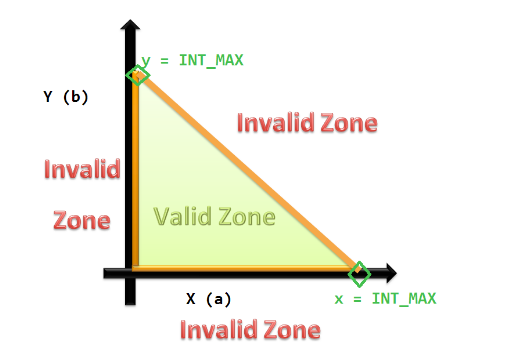 y = INT_MAX
Y (b)
Invalid Zone
Invalid
Zone
Valid Zone
X (a)
x = INT_MAX
Invalid Zone